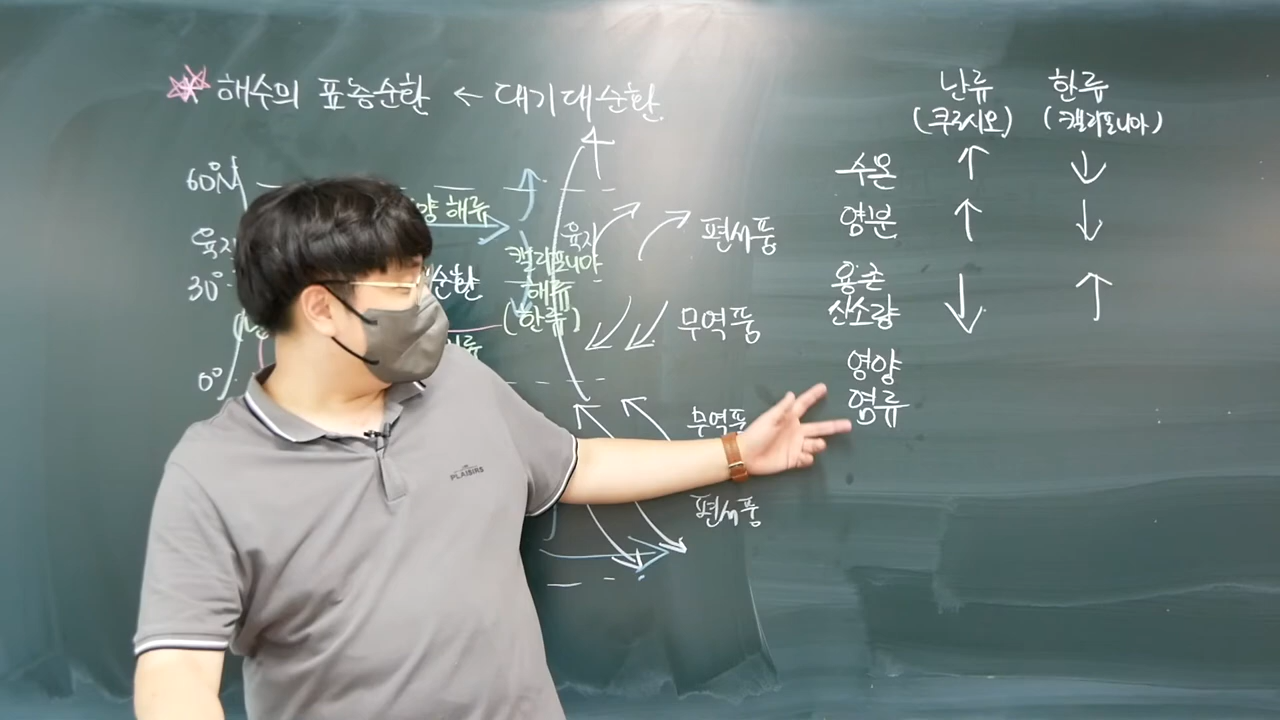 해수의 표층순환 ← 대기대순환
60°N
양 해류
육지
30°
순환
0°
육지
캘리포니아
해류
(한류)
편서풍
무역풍
무역풍
편서풍
난류 한류
(쿠로시오) (캘리포니아)
수온 ↑ ↓
염분 ↑ ↓
용존
산소량 ↓ ↑
영양
염류
PLAISIRS